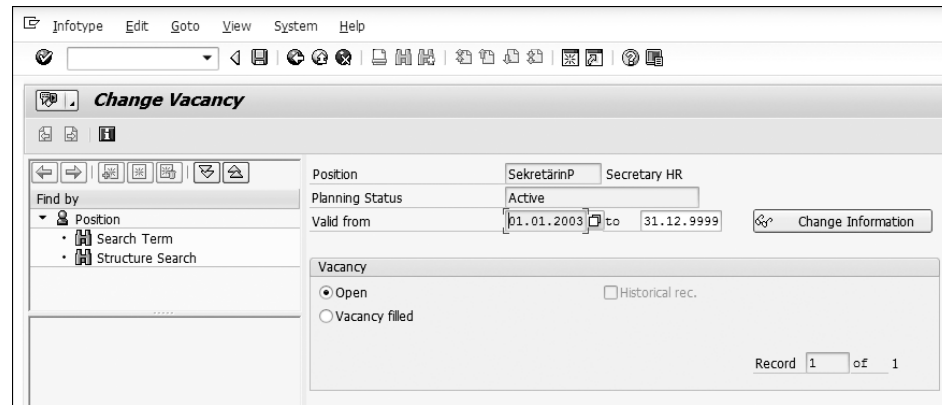 Infotype Edit Goto View System Help
Change Vacancy
Find by
Position
Search Term
Structure Search
Position SekretärinP Secretary HR
Planning Status Active
Valid from 01.01.2003 to 31.12.9999 Change Information
Vacancy
Open Historical rec.
Vacancy filled
Record 1 of 1